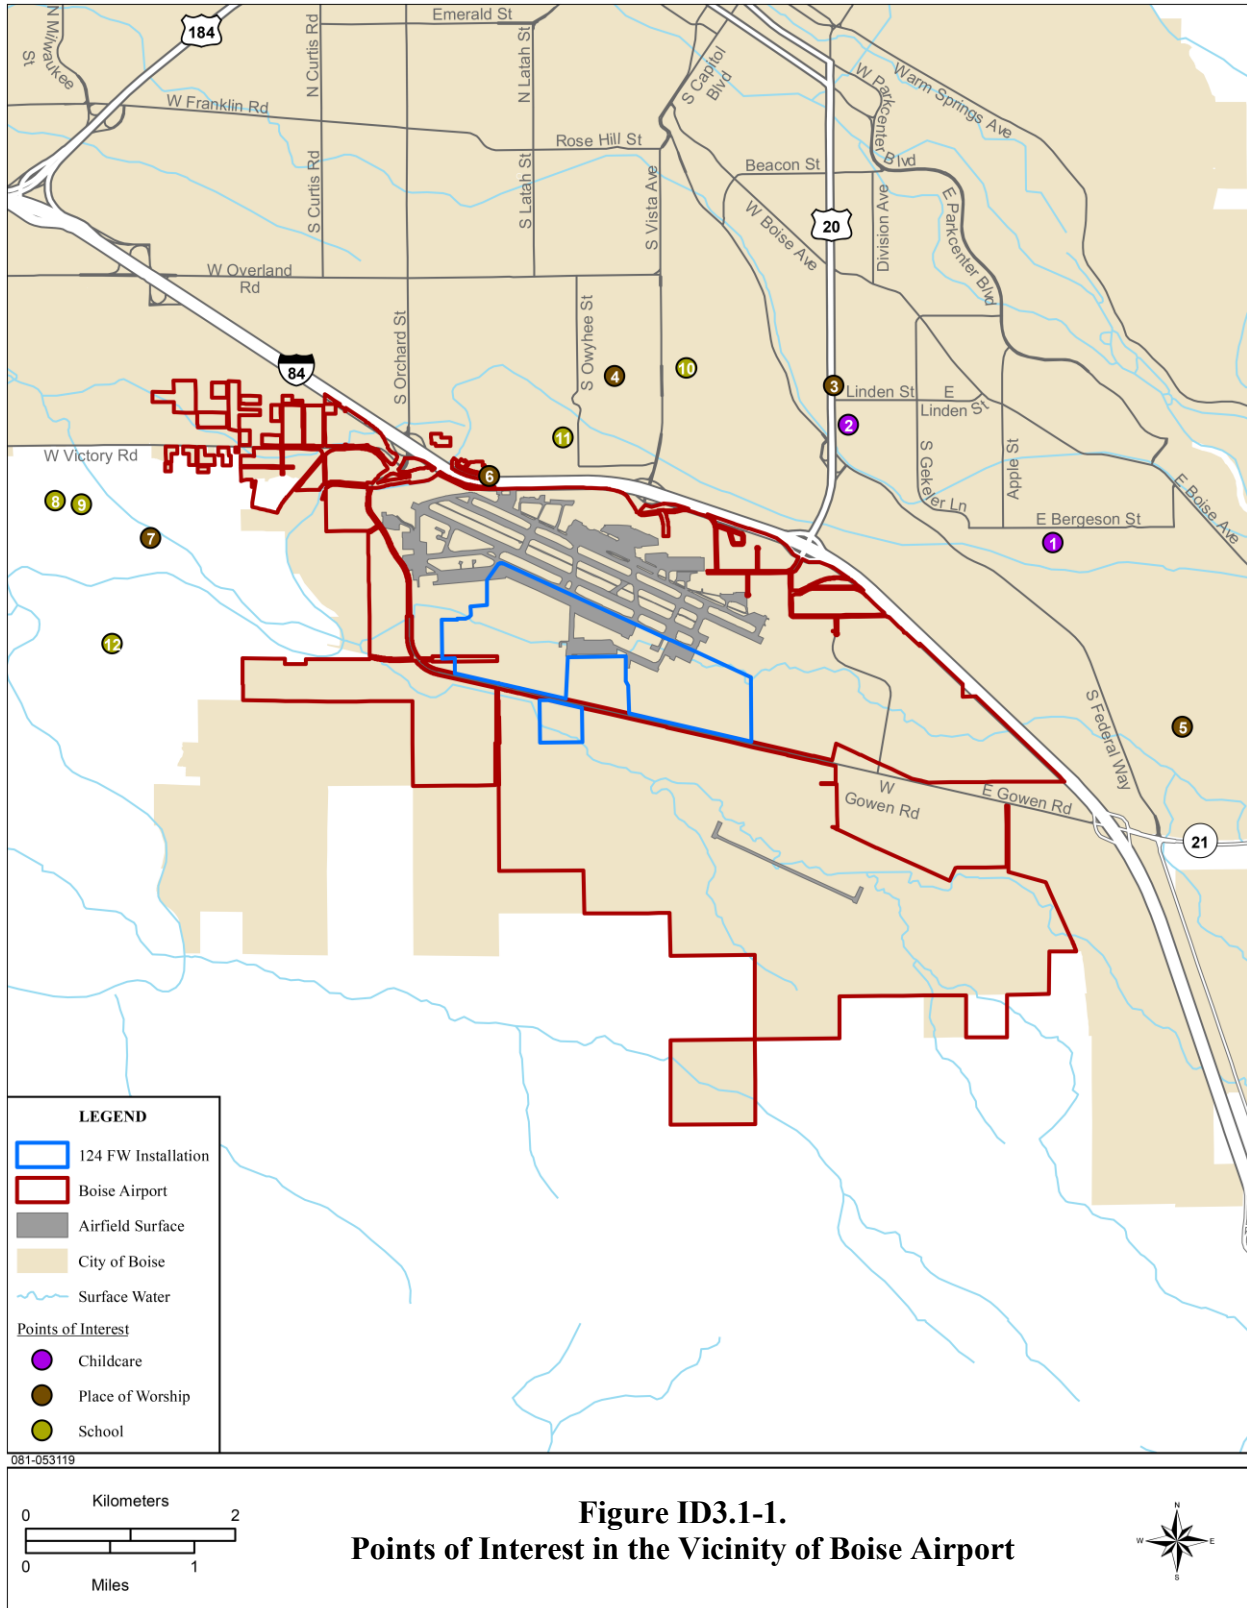 Emerald St
184
N Milwaukee
St
N Curtis Rd
N Latah St
S Capitol
Blvd
W Parkcenter Blvd
Warm Springs Ave
W Franklin Rd
Rose Hill St
Beacon St
S Curtis Rd
S Latah St
S Vista Ave
W Boise Ave
20
Division Ave
E Parkcenter Blvd
W Overland
Rd
S Orchard St
S Owyhee St
84
4
10
3
Linden St
E
Linden St
2
11
W Victory Rd
6
S Gekeler Ln
Apple St
E Boise Ave
8
9
7
E Bergeson St
1
12
S Federal Way
5
W
Gowen Rd
E Gowen Rd
21
LEGEND
124 FW Installation
Boise Airport
Airfield Surface
City of Boise
Surface Water
Points of Interest
Childcare
Place of Worship
School
081-053119
Kilometers
0 2
0 1
Miles
Figure ID3.1-1.
Points of Interest in the Vicinity of Boise Airport
N
W E
S